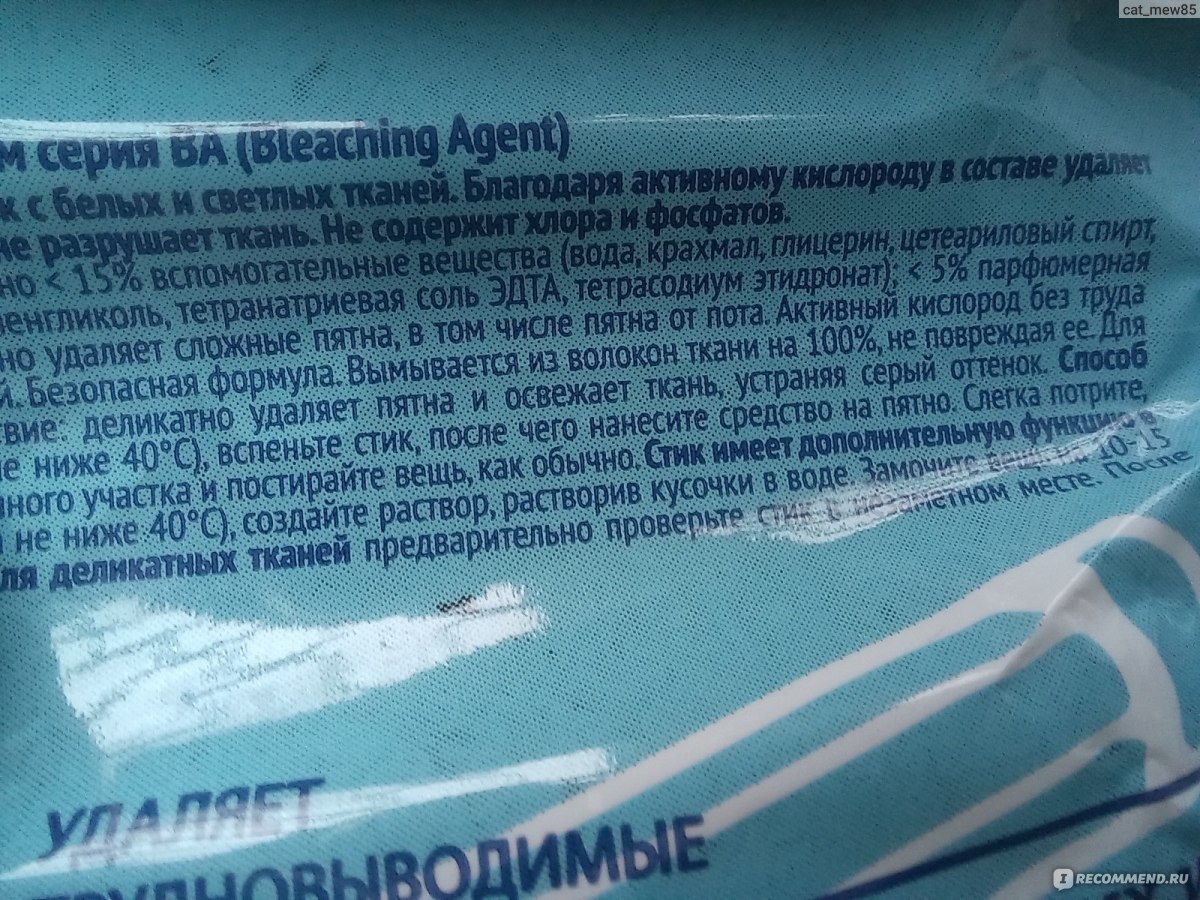 cat_mew85
м серия BA (Bleaching Agent)
к с белых и светлых тканей. Благодаря активному кислороду в составе удаляет
не разрушает ткань. Не содержит хлора и фосфатов.
но < 15% вспомогательные вещества (вода, крахмал, глицерин, цетеариловый спирт,
ленгликоль, тетранатриевая соль ЭДТА, тетрасодиум этидронат); < 5% парфюмерная
но удаляет сложные пятна, в том числе пятна от пота. Активный кислород без труда
й. Безопасная формула. Вымывается из волокон ткани на 100%, не повреждая ее. Для
твие: деликатно удаляет пятна и освежает ткань, устраняя серый оттенок. Способ
не ниже 40°C), вспеньте стик, после чего нанесите средство на пятно. Слегка потрите,
нного участка и постирайте вещь, как обычно. Стик имеет дополнительную функцию
не ниже 40°C), создайте раствор, растворив кусочки в воде. Замочите 10-15
ля деликатных тканей предварительно проверьте стик в незаметном месте. После
УДАЛЯЕТ
ТРУДНОВЫВОДИМЫЕ
IRECOMMEND.RU